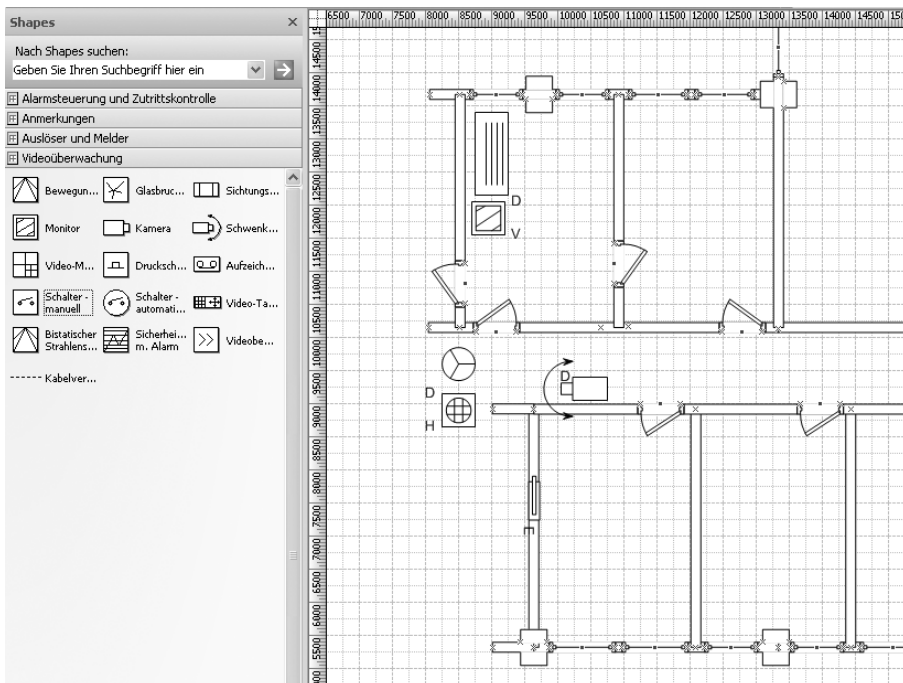 Shapes
Nach Shapes suchen:
Geben Sie Ihren Suchbegriff hier ein
Alarmsteuerung und Zutrittskontrolle
Anmerkungen
Auslöser und Melder
Videoüberwachung
Bewegun...
Glasbruc...
Sichtungs...
Monitor
Kamera
Schwenk...
Video-M...
Drucksch...
Aufzeich...
Schalter - manuell
Schalter - automati...
Video-Ta...
Bistatischer Strahlens...
Sicherhei... m. Alarm
Videobe...
Kabelver...
6500 7000 7500 8000 8500 9000 9500 10000 10500 11000 11500 12000 12500 13000 13500 14000 14500
14500
14000
13500
13000
12500
12000
11500
11000
10500
10000
9500
9000
8500
8000
7500
7000
6500
6000
5500
D
V
D
D
H
E